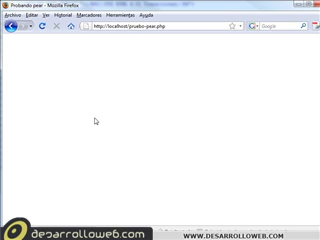 Probando pear - Mozilla Firefox
Archivo Editar Ver Historial Marcadores Herramientas Ayuda
http://localhost/prueba-pear.php
Google
desarrolloweb.com
WWW.DESARROLLOWEB.COM